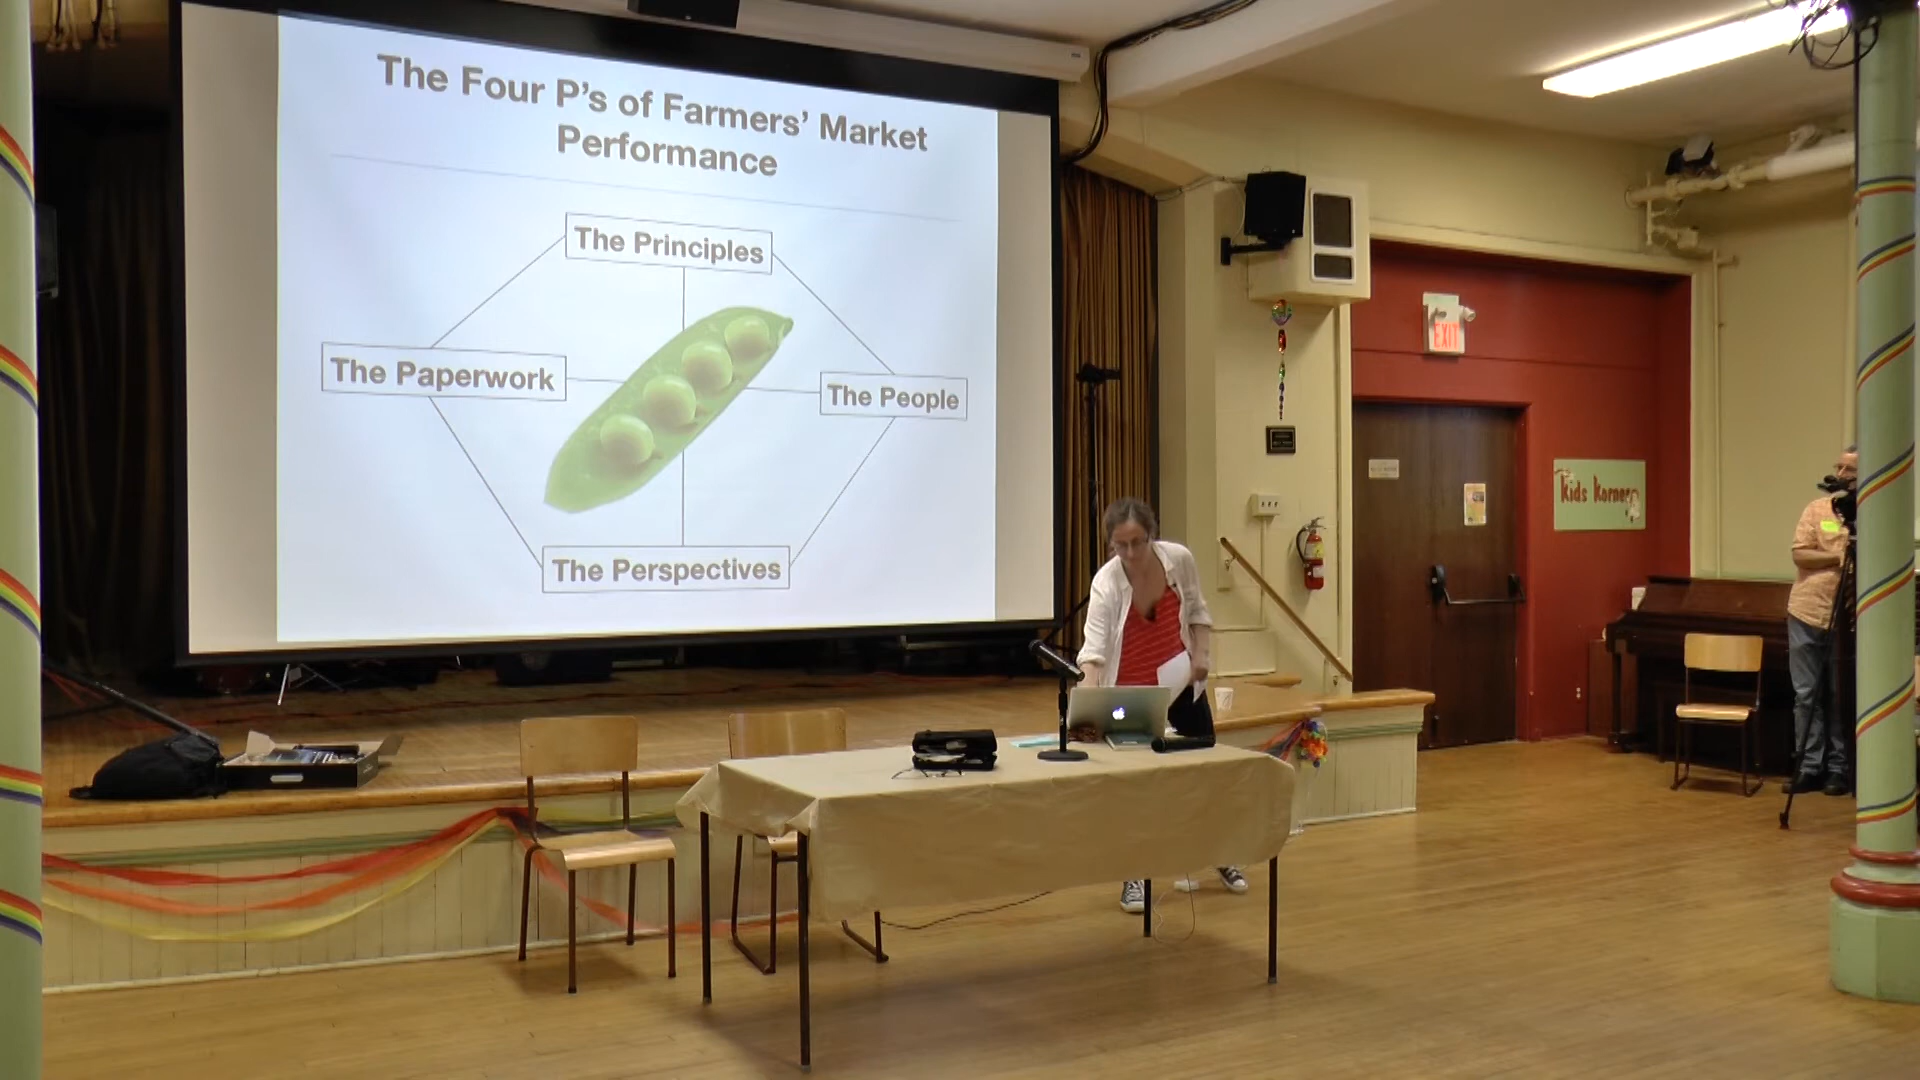 The Four P's of Farmers' Market
Performance
The Principles
The Paperwork
The People
The Perspectives
EXIT
Kids Korner